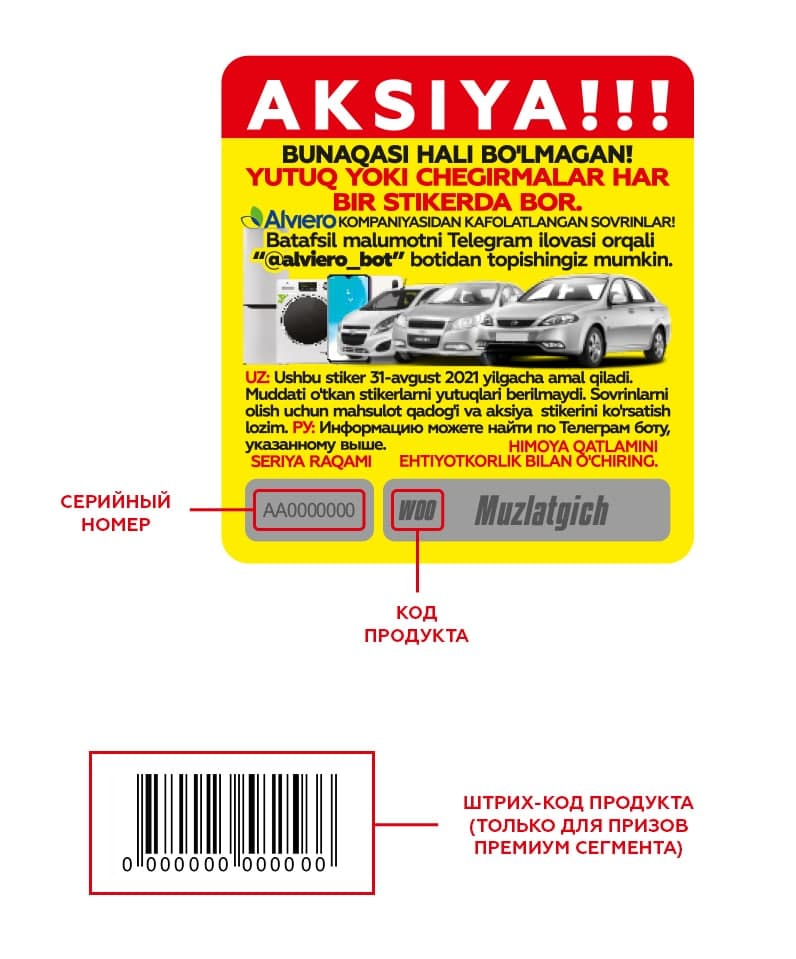 AKSIYA!!!
BUNAQASI HALI BO'LMAGAN!
YUTUQ YOKI CHEGIRMALAR HAR
BIR STIKERDA BOR.
Alviero KOMPANIYASIDAN KAFOLATLANGAN SOVRINLAR!
Batafsil malumotni Telegram ilovasi orqali
“@alviero_bot” botidan topishingiz mumkin.
UZ: Ushbu stiker 31-avgust 2021 yilgacha amal qiladi.
Muddati o'tkan stikerlarni yutuqlari berilmaydi. Sovrinlarni
olish uchun mahsulot qadog'i va aksiya stikerini ko'rsatish
lozim. РУ: Информацию можете найти по Телеграм боту,
указанному выше.
HIMOYA QATLAMINI
SERIYA RAQAMI
EHTIYOTKORLIK BILAN O'CHIRING.
СЕРИЙНЫЙ
НОМЕР
AA0000000
W00 Muzlatgich
КОД
ПРОДУКТА
0 000000 0000 00
ШТРИХ-КОД ПРОДУКТА
(ТОЛЬКО ДЛЯ ПРИЗОВ
ПРЕМИУМ СЕГМЕНТА)